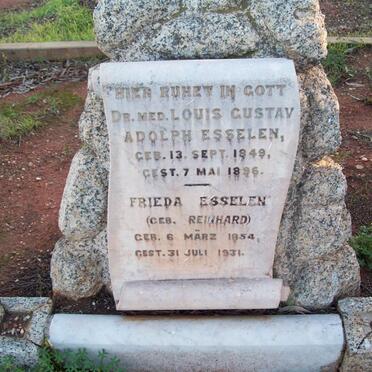 HIER RUHEN IN GOTT
DR. MED. LOUIS GUSTAV
ADOLPH ESSELEN,
GEB. 13. SEPT. 1849,
GEST. 7 MAI 1896.
FRIEDA ESSELEN
(GEB. REINHARD)
GEB. 6 MÄRZ 1854,
GEST. 31 JULI 1931.